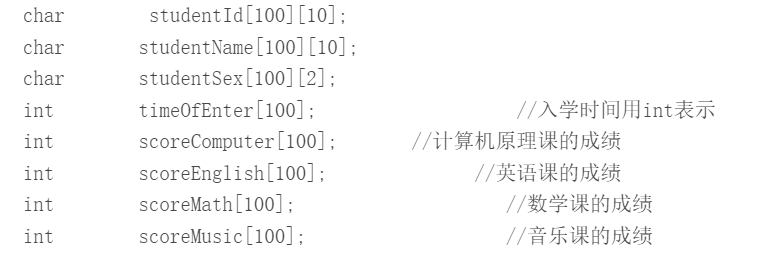 char studentId[100][10];
char studentName[100][10];
char studentSex[100][2];
int timeOfEnter[100]; //入学时间用int表示
int scoreComputer[100]; //计算机原理课的成绩
int scoreEnglish[100]; //英语课的成绩
int scoreMath[100]; //数学课的成绩
int scoreMusic[100]; //音乐课的成绩